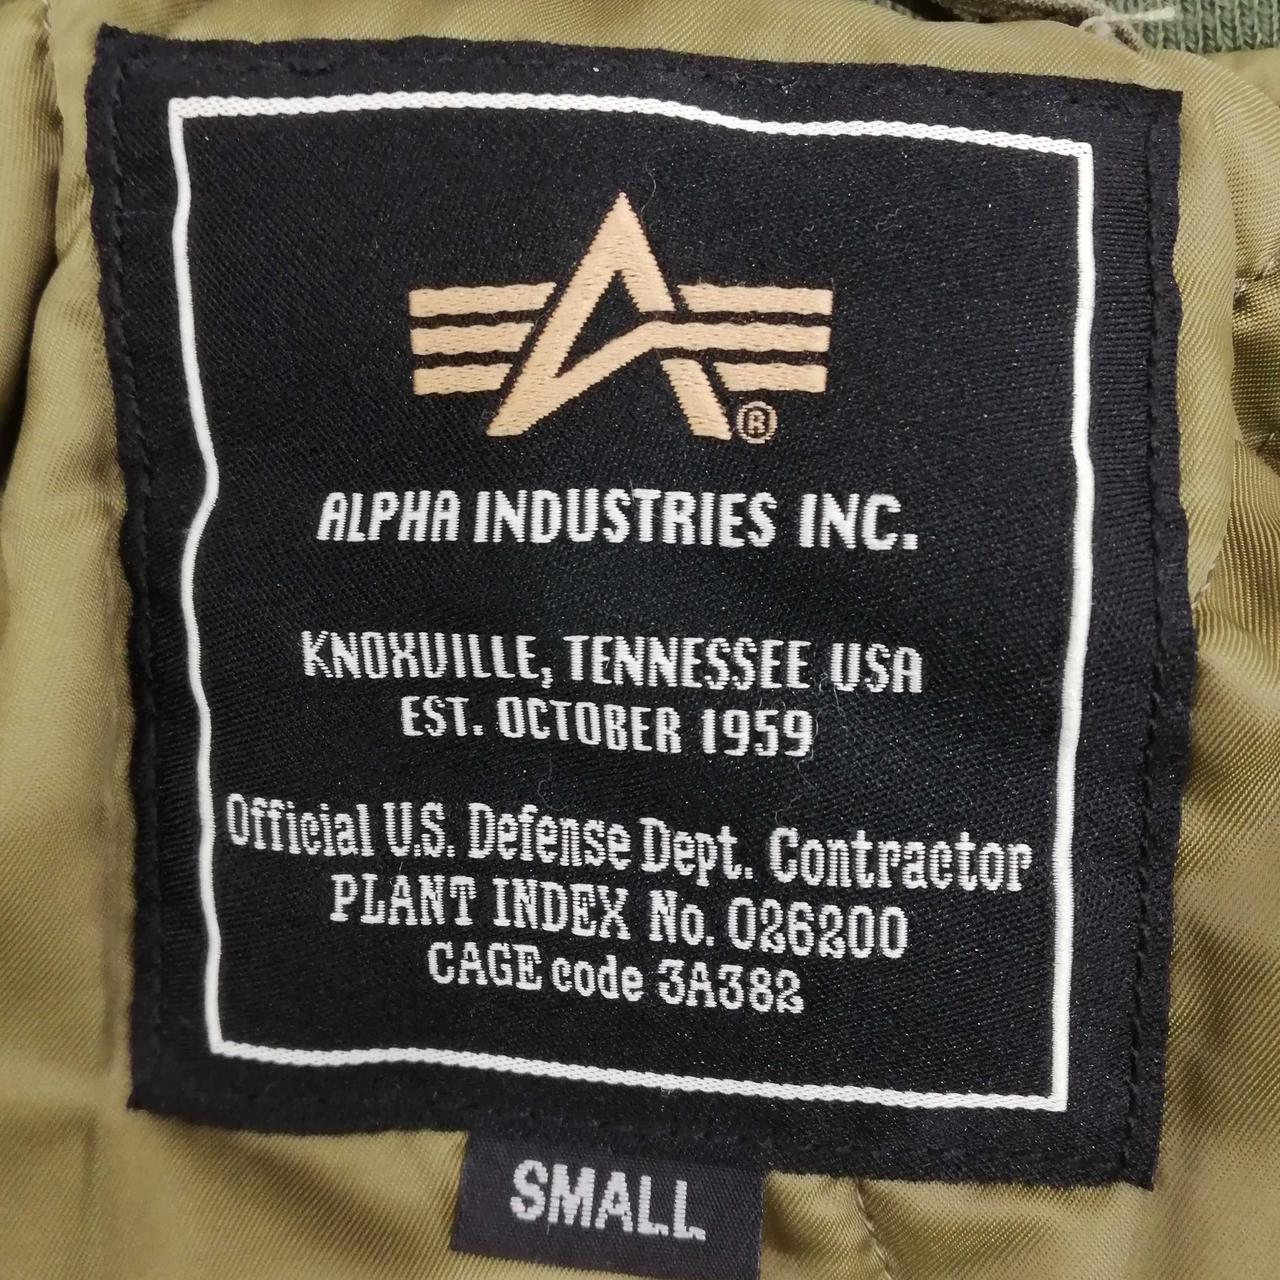 ®
ALPHA INDUSTRIES INC.
KNOXVILLE, TENNESSEE USA
EST. OCTOBER 1959
Official U.S. Defense Dept. Contractor
PLANT INDEX No. 026200
CAGE code 3A382
SMALL